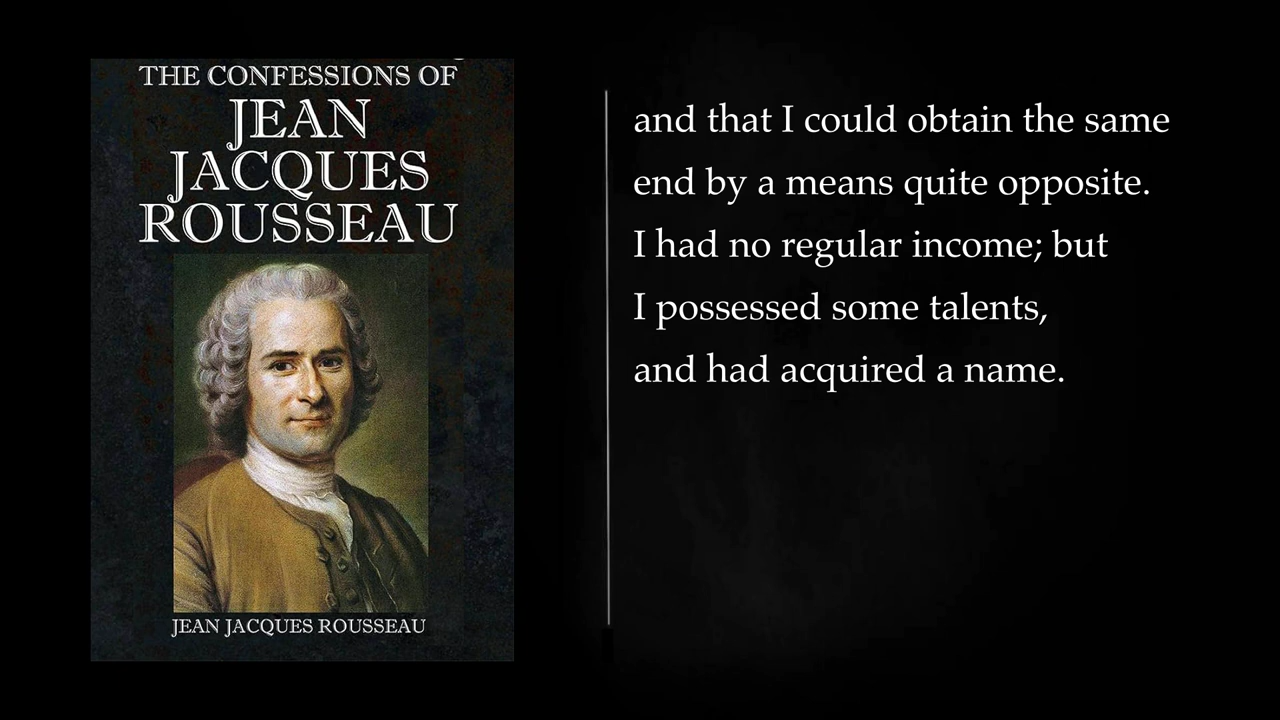 THE CONFESSIONS OF
JEAN
JACQUES
ROUSSEAU
JEAN JACQUES ROUSSEAU
and that I could obtain the same
end by a means quite opposite.
I had no regular income; but
I possessed some talents,
and had acquired a name.